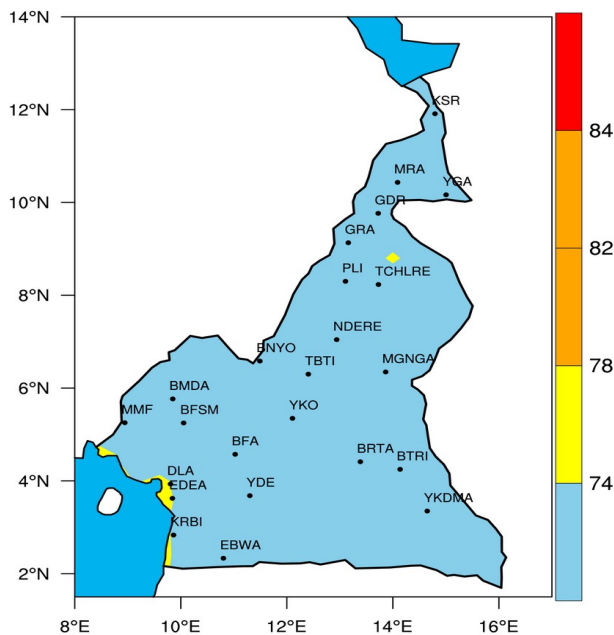 14°N
84
KSR
12°N
MRA
YGA
10°N
GDR
82
GRA
PLI
TCHLRE
8°N
NDERE
78
BNYO
TBTI
MGNGA
6°N
BMDA
MMF
BFSM
YKO
BFA
BRTA
BTRI
74
DLA
4°N
EDEA
YDE
YKDMA
KRBI
EBWA
2°N
8°E
10°E
12°E
14°E
16°E